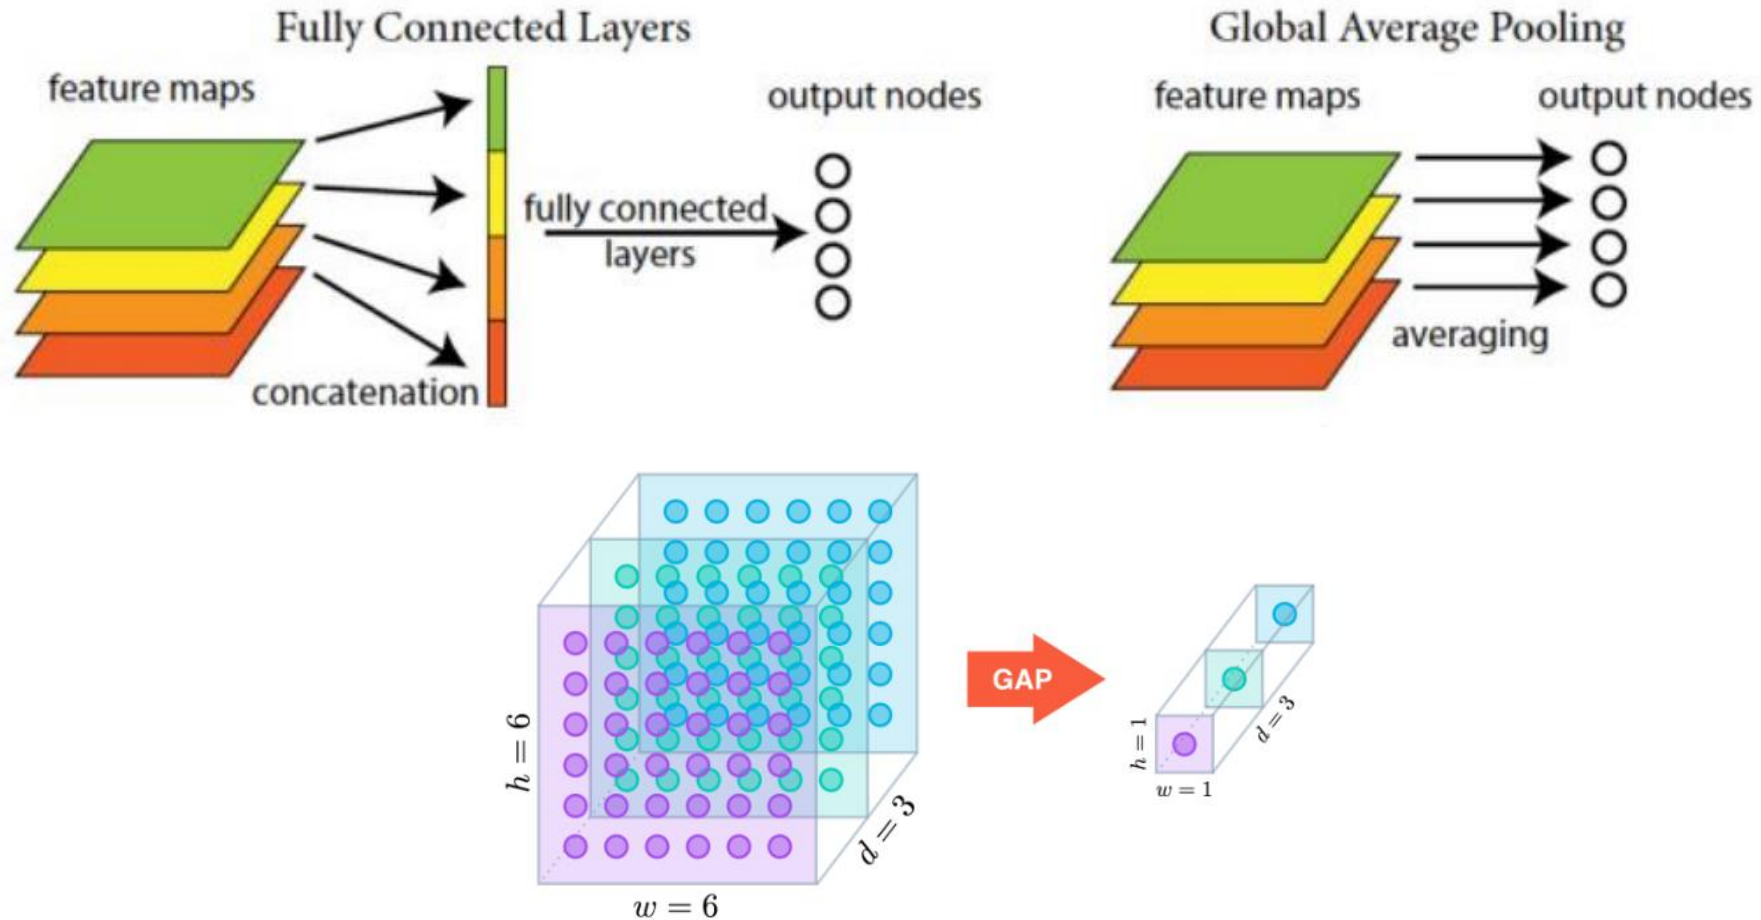 Fully Connected Layers
feature maps
output nodes
fully connected
layers
concatenation
Global Average Pooling
feature maps
output nodes
averaging
h = 6
w = 6
d = 3
GAP
h = 1
w = 1
d = 3